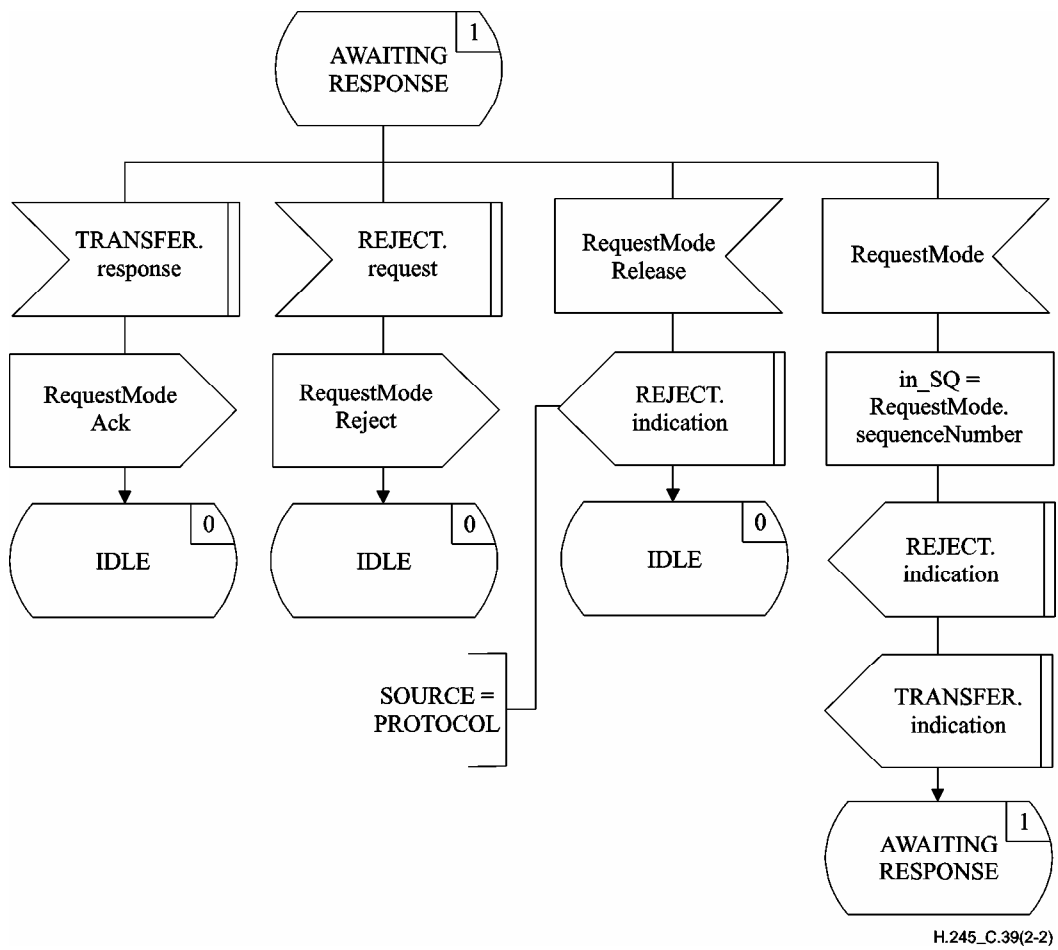 1
AWAITING
RESPONSE
TRANSFER.
response
REJECT.
request
RequestMode
Release
RequestMode
RequestMode
Ack
RequestMode
Reject
REJECT.
indication
in_SQ =
RequestMode.
sequenceNumber
0
IDLE
0
IDLE
0
IDLE
REJECT.
indication
SOURCE =
PROTOCOL
TRANSFER.
indication
1
AWAITING
RESPONSE
H.245_C.39(2-2)